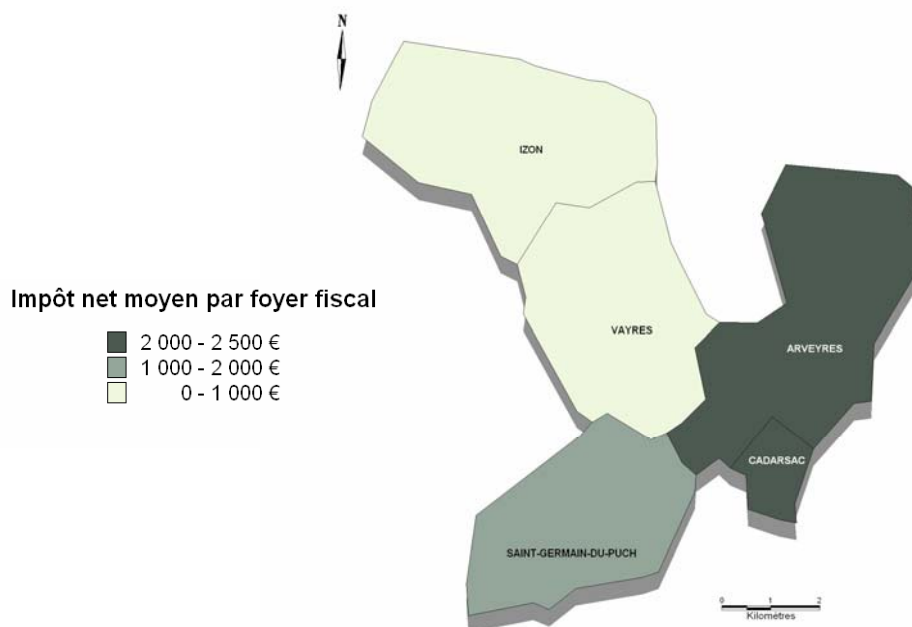 N
IZON
VAYRES
ARVEYRES
CADARSAC
SAINT-GERMAIN-DU-PUCH
Impôt net moyen par foyer fiscal
2 000 - 2 500 €
1 000 - 2 000 €
0 - 1 000 €
0 1 2
Kilomètres